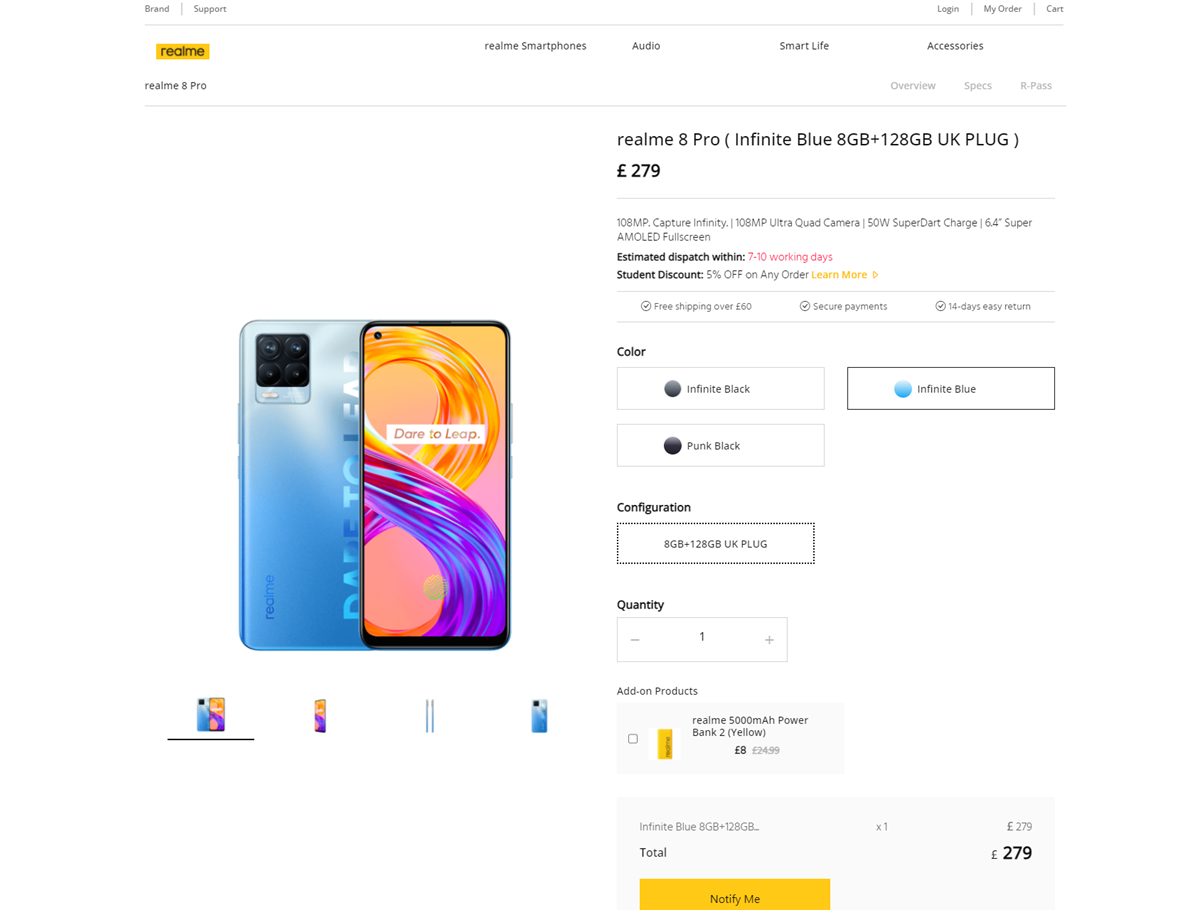 Brand
Support
Login
My Order
Cart
realme
realme Smartphones
Audio
Smart Life
Accessories
realme 8 Pro
Overview
Specs
R-Pass
realme 8 Pro ( Infinite Blue 8GB+128GB UK PLUG )
£ 279
108MP. Capture Infinity. | 108MP Ultra Quad Camera | 50W SuperDart Charge | 6.4” Super
AMOLED Fullscreen
Estimated dispatch within: 7-10 working days
Student Discount: 5% OFF on Any Order Learn More
Free shipping over £60
Secure payments
14-days easy return
DARE TO LEAP
realme
Dare to Leap.
Color
Infinite Black
Infinite Blue
Punk Black
Configuration
8GB+128GB UK PLUG
Quantity
− 1 +
Add-on Products
realme
realme 5000mAh Power
Bank 2 (Yellow)
£8 £24.99
Infinite Blue 8GB+128GB... x 1 £ 279
Total £ 279
Notify Me